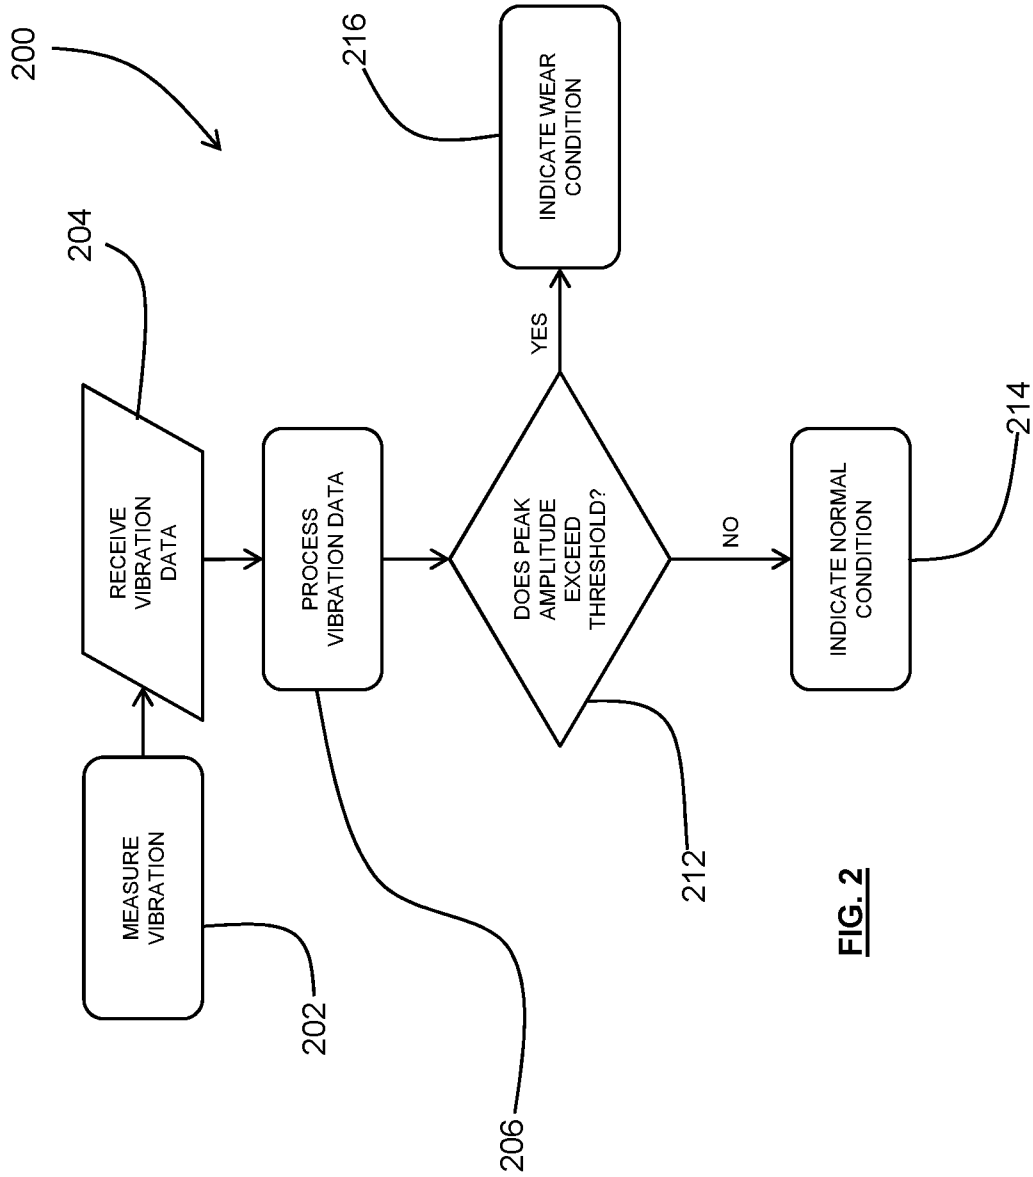 200
204
216
RECEIVE
VIBRATION
DATA
MEASURE
VIBRATION
202
PROCESS
VIBRATION DATA
206
DOES PEAK
AMPLITUDE
EXCEED
THRESHOLD?
212
YES
INDICATE WEAR
CONDITION
NO
INDICATE NORMAL
CONDITION
214
FIG. 2